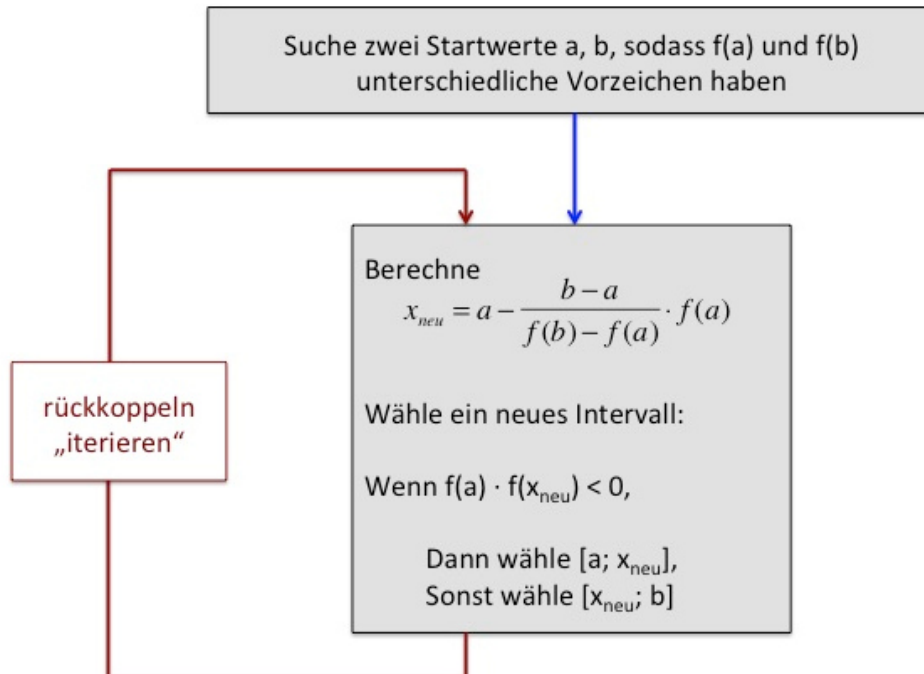 Suche zwei Startwerte a, b, sodass f(a) und f(b)
unterschiedliche Vorzeichen haben
Berechne
x_neu = a - (b - a) / (f(b) - f(a)) · f(a)
rückkoppeln
„iterieren“
Wähle ein neues Intervall:
Wenn f(a) · f(x_neu) < 0,
Dann wähle [a; x_neu],
Sonst wähle [x_neu; b]